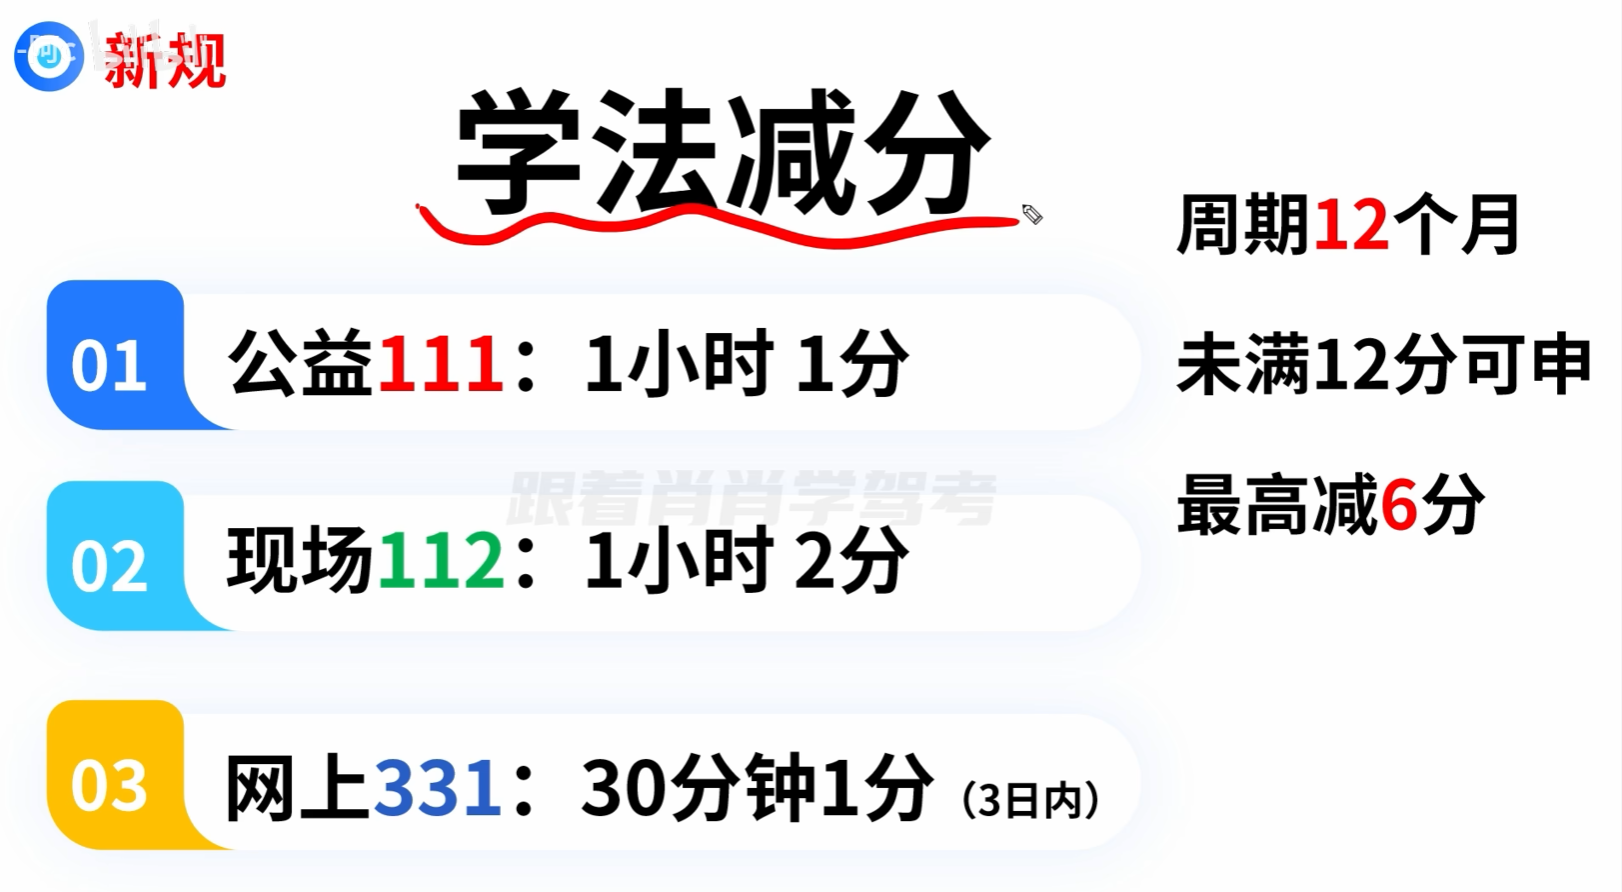 新规
学法减分
周期12个月
未满12分可申
最高减6分
01
公益111：1小时 1分
跟着肖肖学驾考
02
现场112：1小时 2分
03
网上331：30分钟1分（3日内）